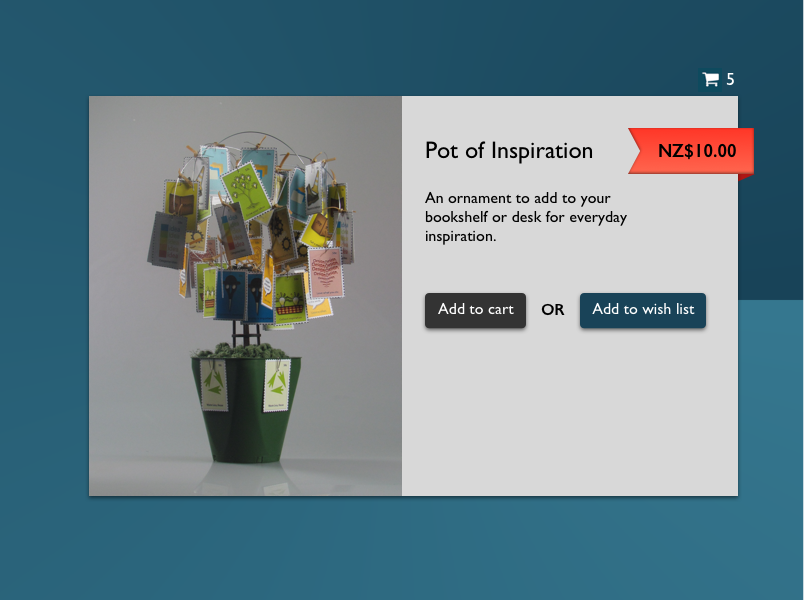 5
Pot of Inspiration
NZ$10.00
An ornament to add to your
bookshelf or desk for everyday
inspiration.
Add to cart OR Add to wish list